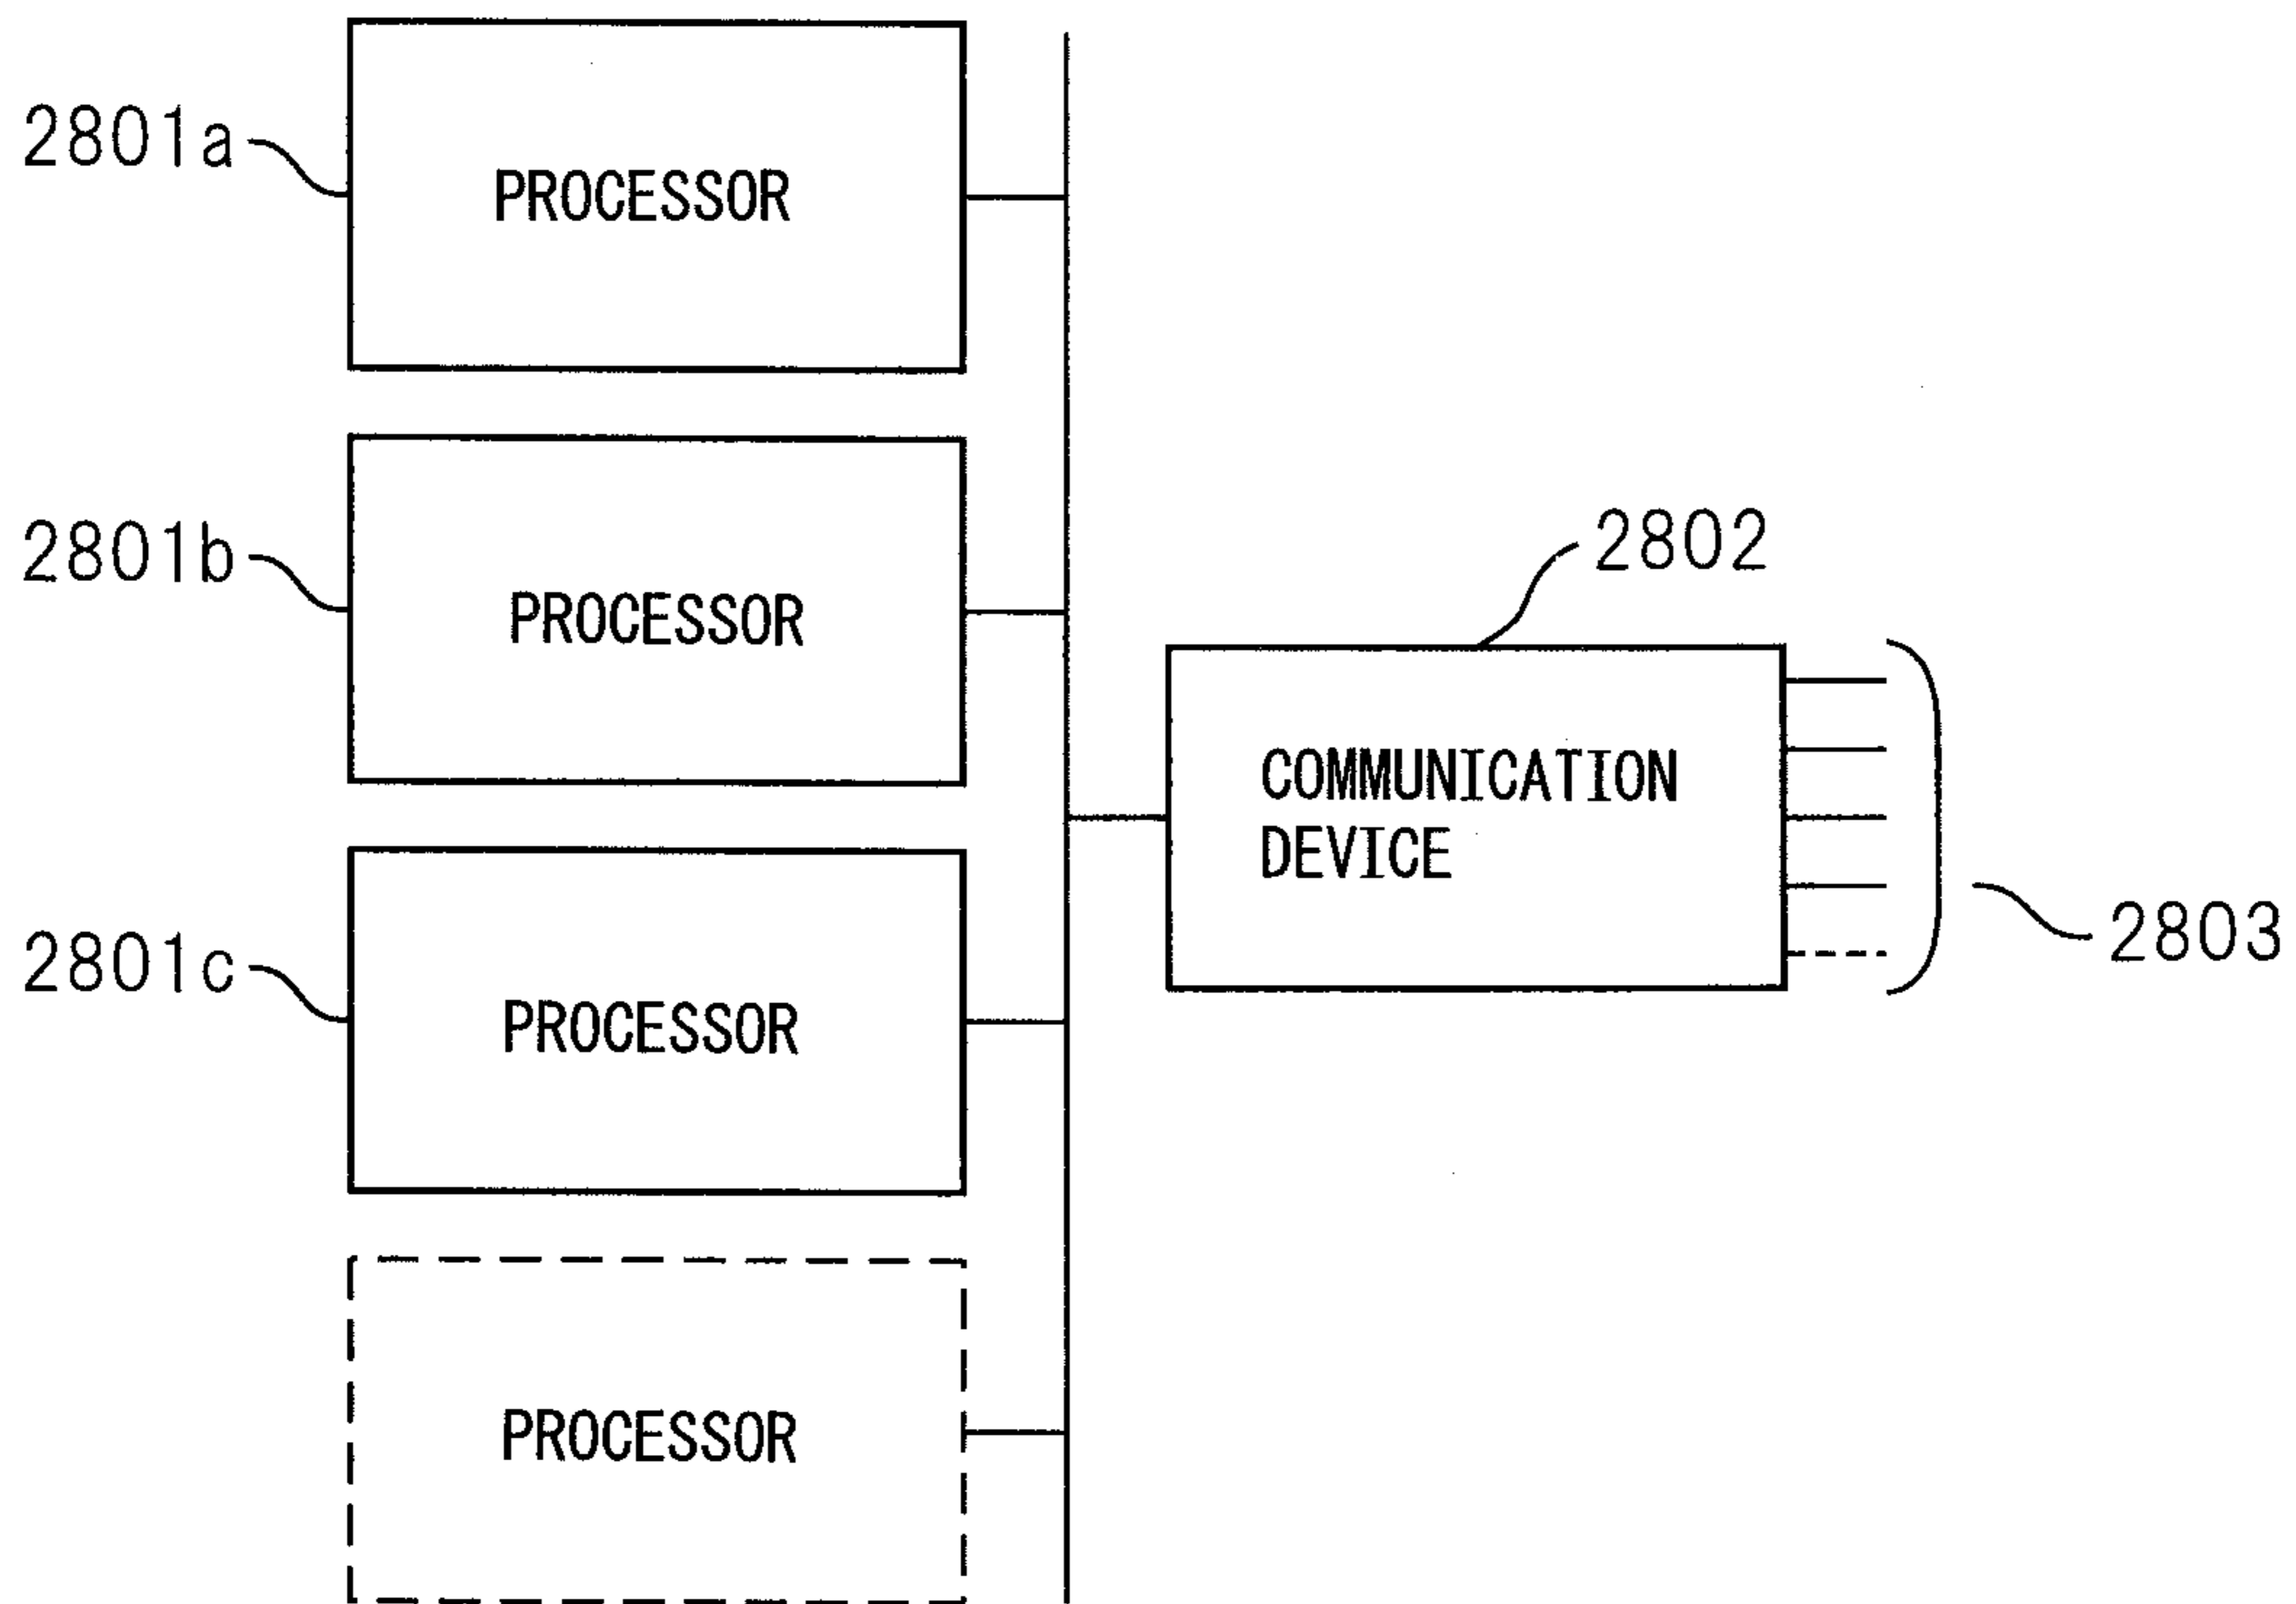 2801a
PROCESSOR
2801b
PROCESSOR
2802
COMMUNICATION
DEVICE
2803
2801c
PROCESSOR
PROCESSOR